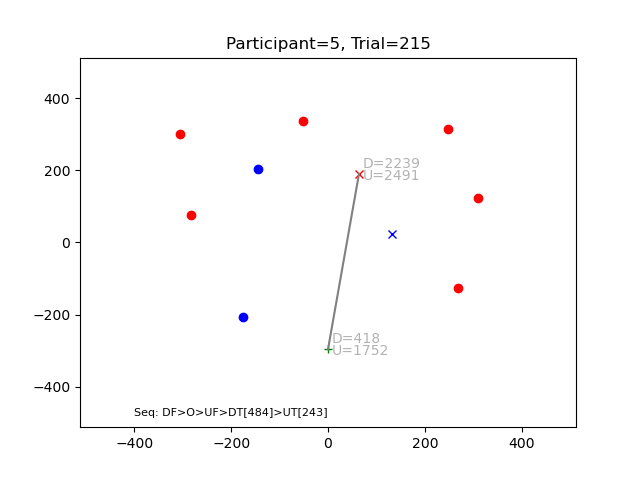 Participant=5, Trial=215
400
200
0
−200
−400
D=2239
U=2491
D=418
U=1752
Seq: DF>O>UF>DT[484]>UT[243]
−400
−200
0
200
400